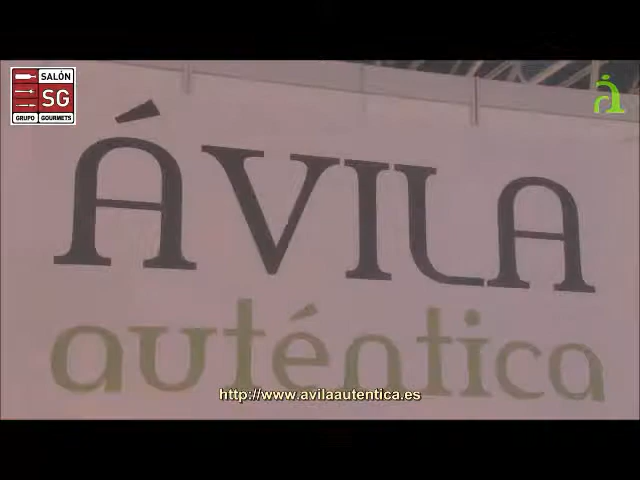 SALÓN
SG
GRUPO GOURMETS
ÁVILA
auténtica
http://www.avilaautentica.es